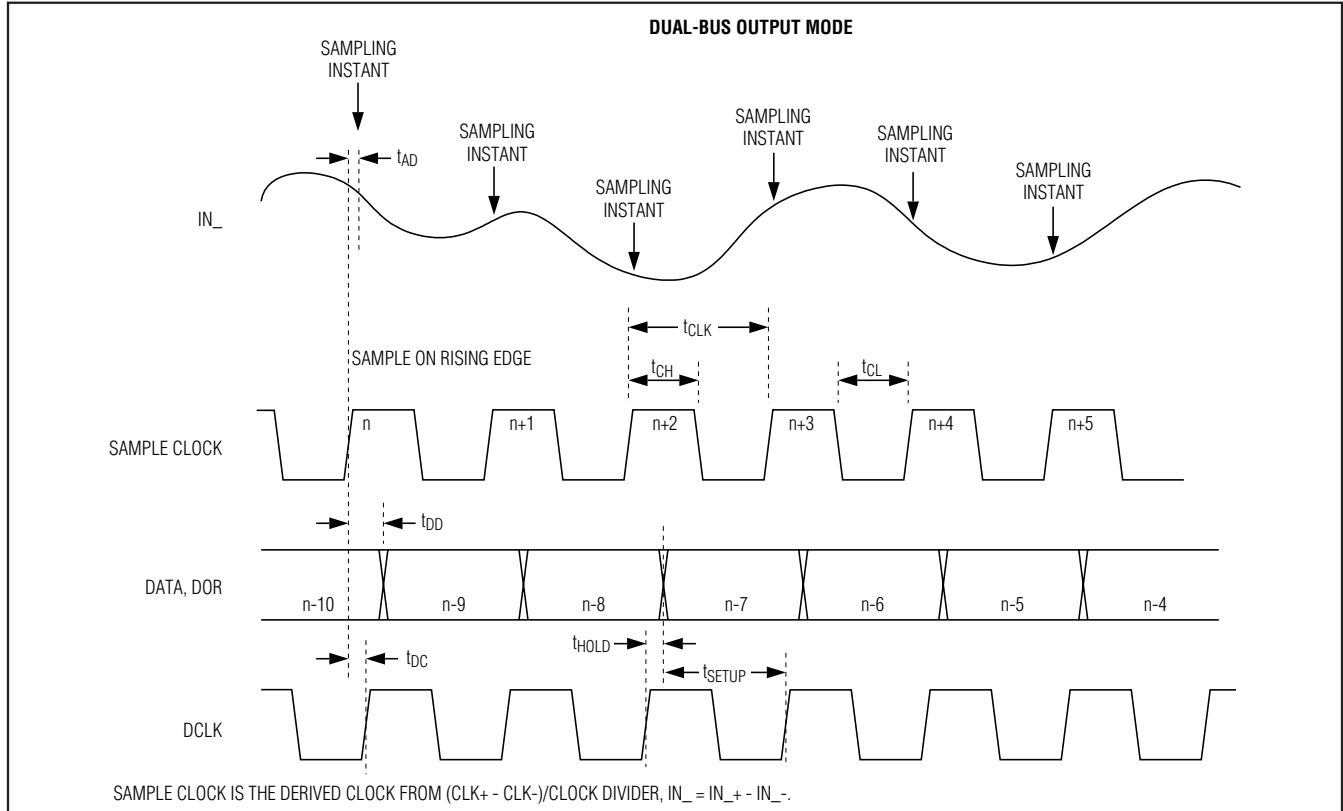 DUAL-BUS OUTPUT MODE
SAMPLING
INSTANT
SAMPLING
INSTANT
SAMPLING
INSTANT
SAMPLING
INSTANT
SAMPLING
INSTANT
SAMPLING
INSTANT
tAD
IN_
tCLK
SAMPLE ON RISING EDGE
tCH
tCL
SAMPLE CLOCK
n
n+1
n+2
n+3
n+4
n+5
tDD
DATA, DOR
n-10
n-9
n-8
n-7
n-6
n-5
n-4
tHOLD
tDC
tSETUP
DCLK
SAMPLE CLOCK IS THE DERIVED CLOCK FROM (CLK+ - CLK-)/CLOCK DIVIDER, IN_ = IN_+ - IN_-.